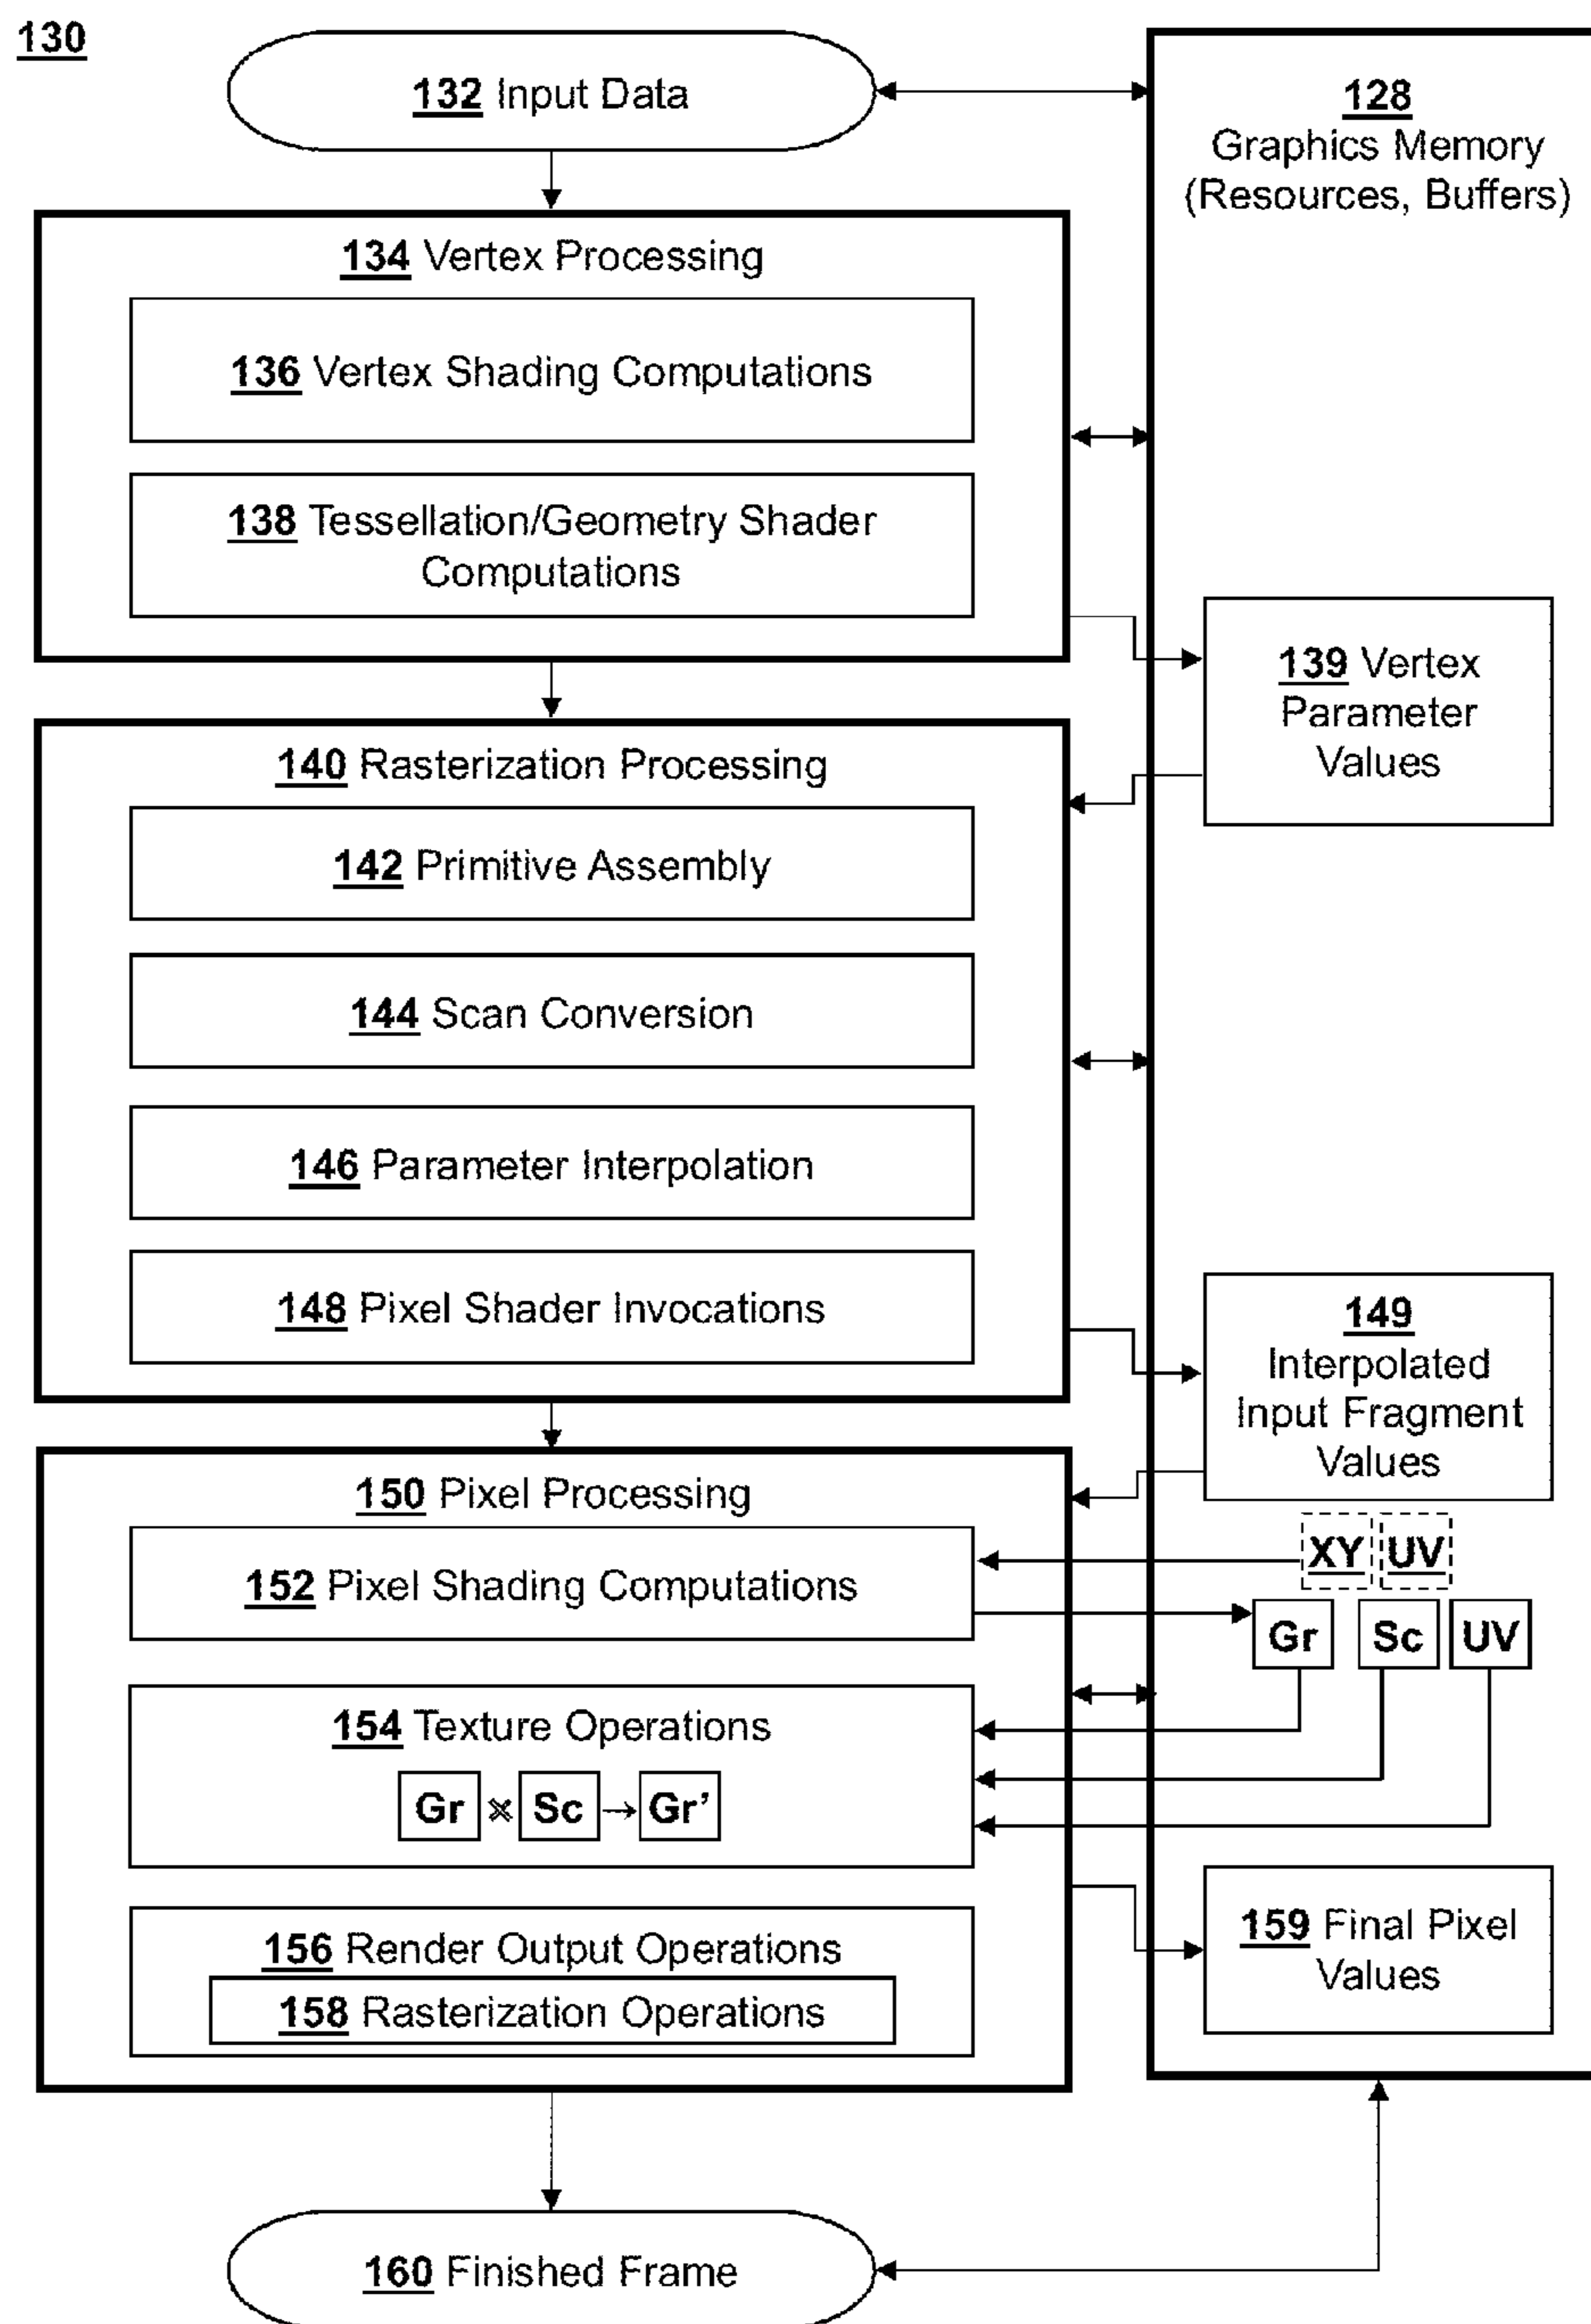 130
132 Input Data
128
Graphics Memory
(Resources, Buffers)
134 Vertex Processing
136 Vertex Shading Computations
138 Tessellation/Geometry Shader
Computations
139 Vertex
Parameter
Values
140 Rasterization Processing
142 Primitive Assembly
144 Scan Conversion
146 Parameter Interpolation
148 Pixel Shader Invocations
149
Interpolated
Input Fragment
Values
150 Pixel Processing
XY UV
152 Pixel Shading Computations
Gr Sc UV
154 Texture Operations
Gr × Sc → Gr’
156 Render Output Operations
158 Rasterization Operations
159 Final Pixel
Values
160 Finished Frame